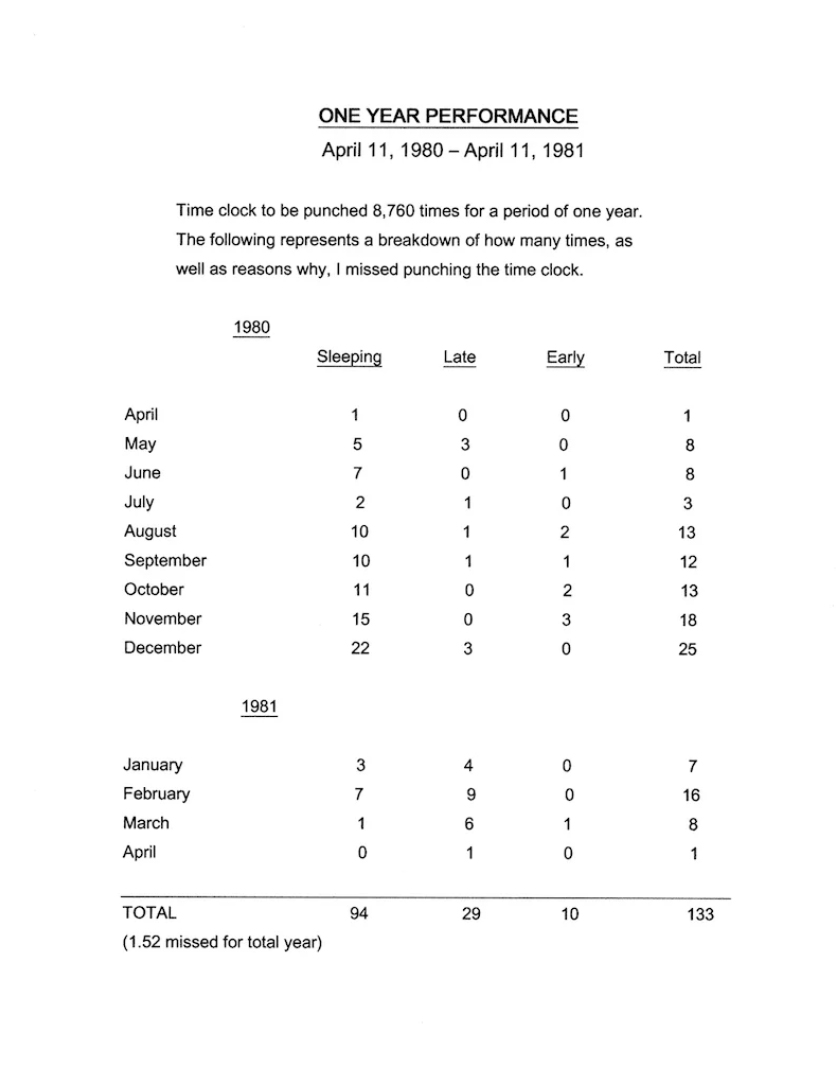 ONE YEAR PERFORMANCE
April 11, 1980 – April 11, 1981
Time clock to be punched 8,760 times for a period of one year.
The following represents a breakdown of how many times, as
well as reasons why, I missed punching the time clock.
1980
Sleeping Late Early Total
April 1 0 0 1
May 5 3 0 8
June 7 0 1 8
July 2 1 0 3
August 10 1 2 13
September 10 1 1 12
October 11 0 2 13
November 15 0 3 18
December 22 3 0 25
1981
January 3 4 0 7
February 7 9 0 16
March 1 6 1 8
April 0 1 0 1
TOTAL 94 29 10 133
(1.52 missed for total year)